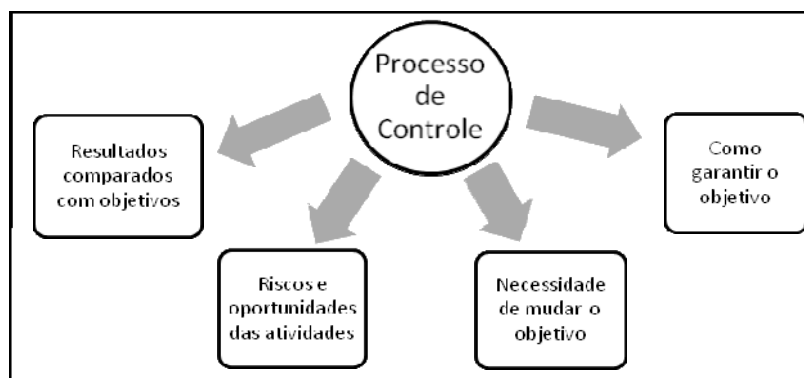 Processo
de
Controle
Resultados
comparados
com objetivos
Riscos e
oportunidades
das atividades
Necessidade
de mudar o
objetivo
Como
garantir o
objetivo